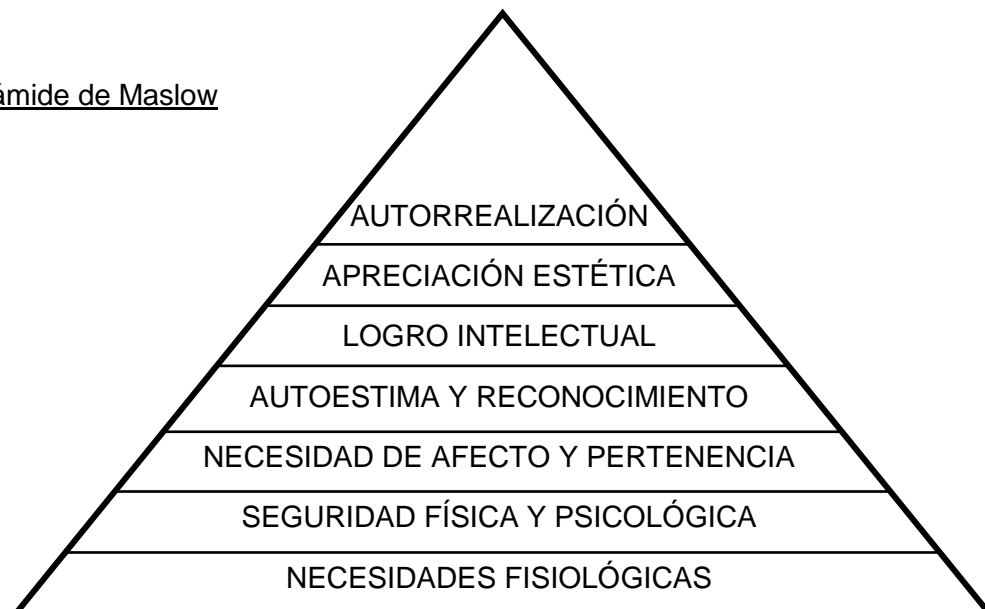 ámide de Maslow
AUTORREALIZACIÓN
APRECIACIÓN ESTÉTICA
LOGRO INTELECTUAL
AUTOESTIMA Y RECONOCIMIENTO
NECESIDAD DE AFECTO Y PERTENENCIA
SEGURIDAD FÍSICA Y PSICOLÓGICA
NECESIDADES FISIOLÓGICAS